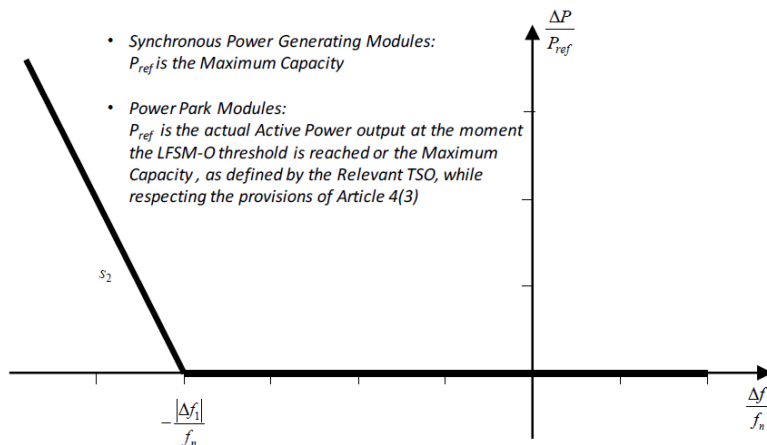 • Synchronous Power Generating Modules:
P_ref is the Maximum Capacity
• Power Park Modules:
P_ref is the actual Active Power output at the moment
the LFSM-O threshold is reached or the Maximum
Capacity , as defined by the Relevant TSO, while
respecting the provisions of Article 4(3)
ΔP
P_ref
s_2
-|Δf_1|
f_n
Δf
f_n